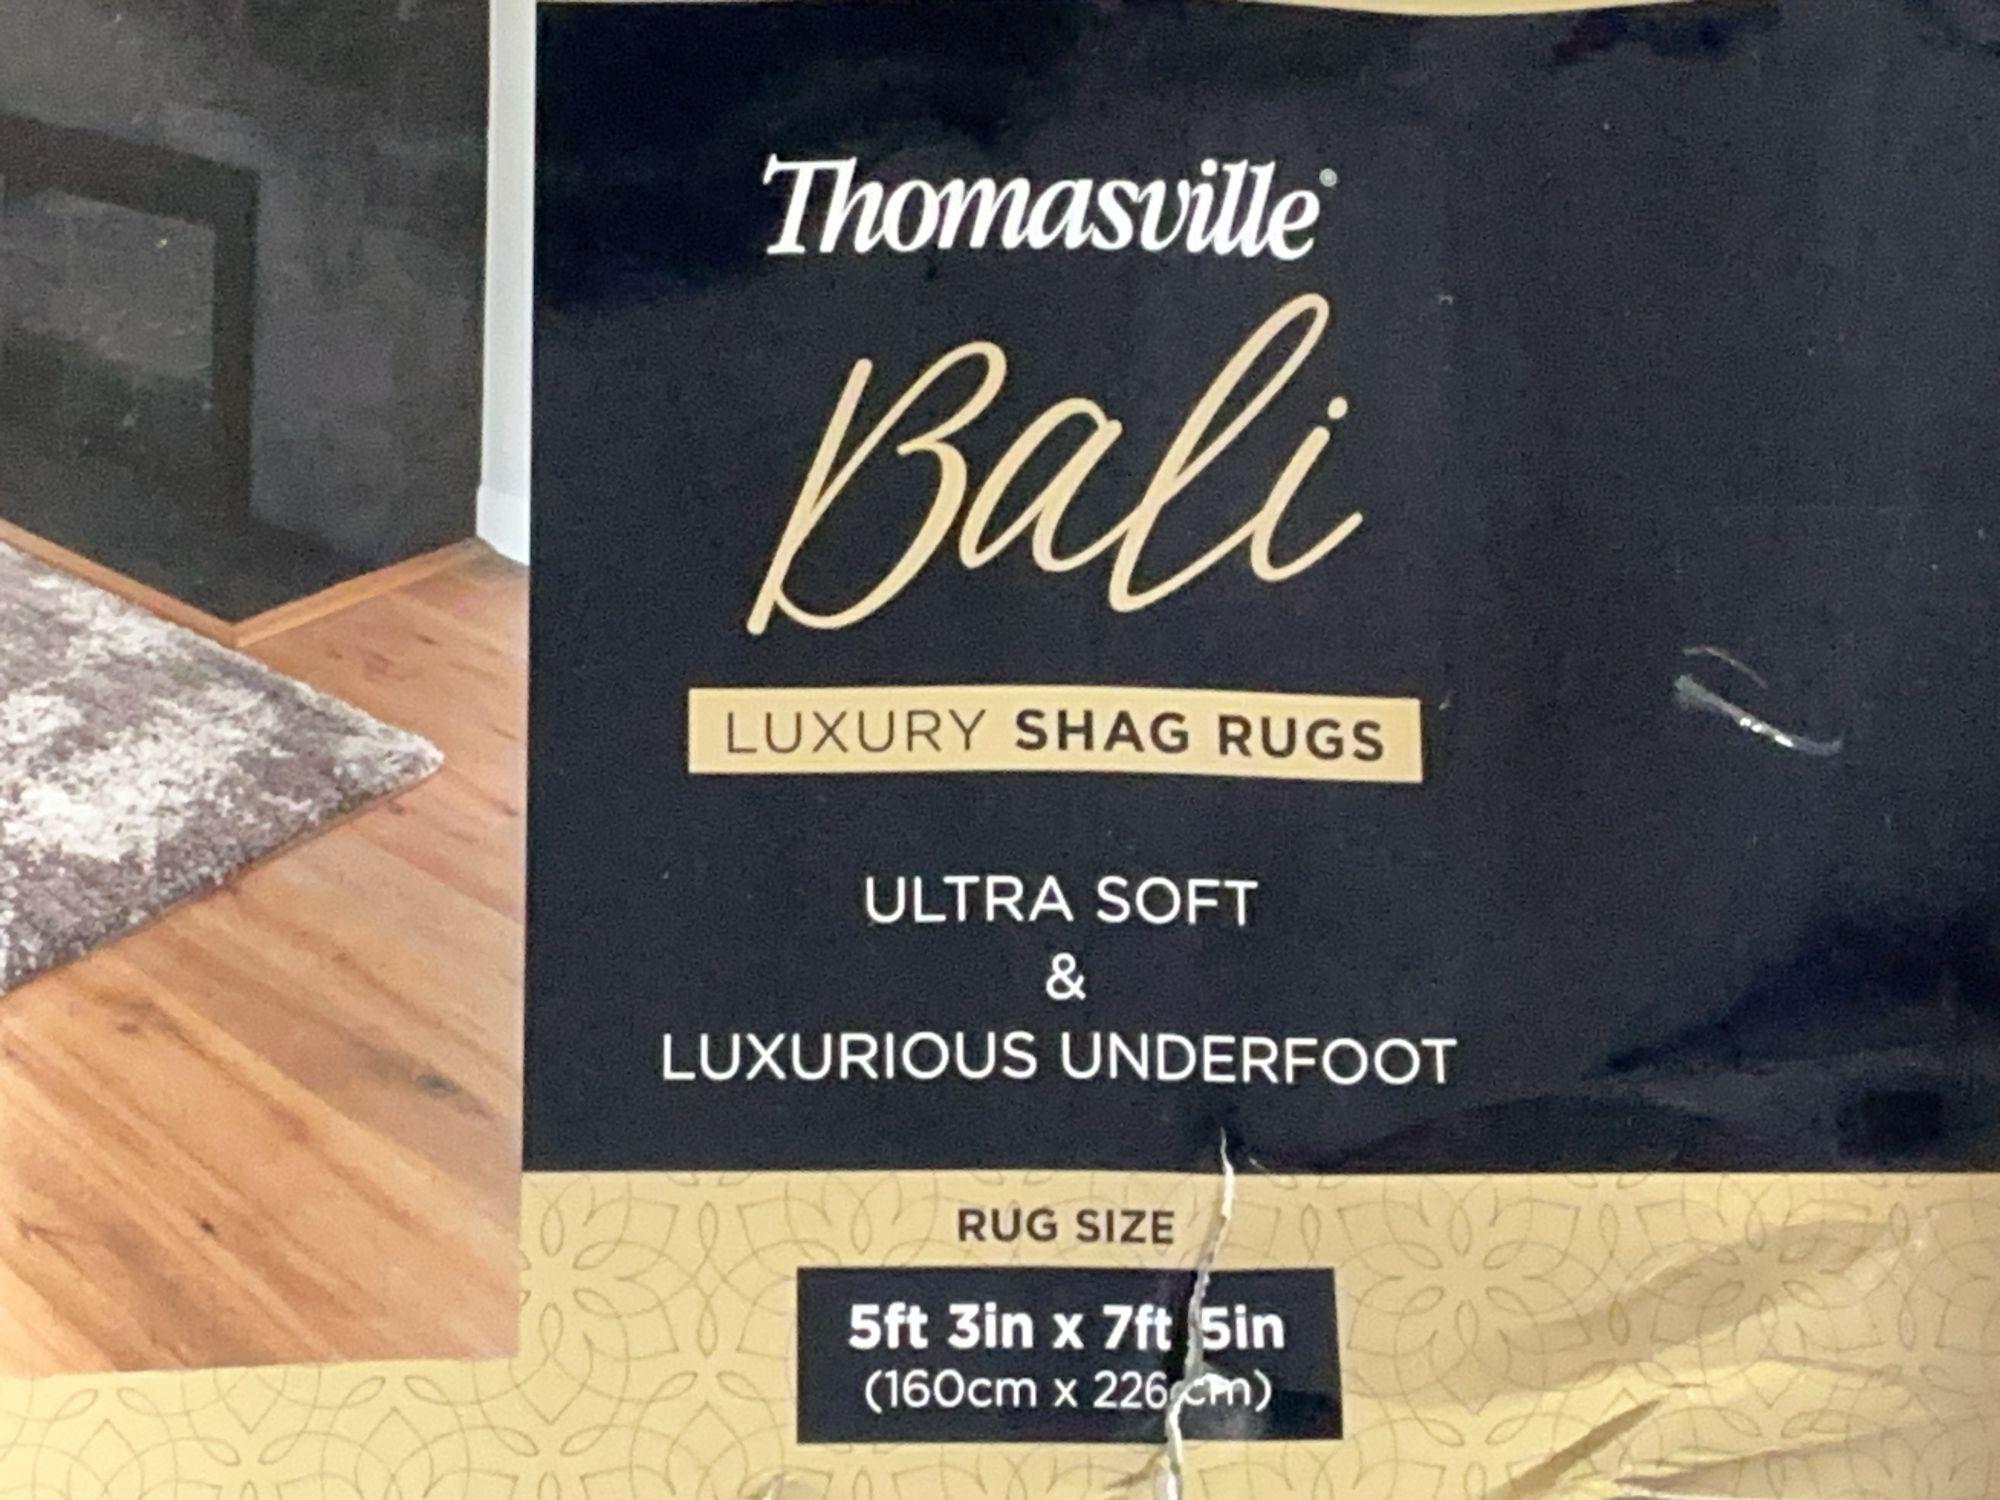 Thomasville®
Bali
LUXURY SHAG RUGS
ULTRA SOFT
&
LUXURIOUS UNDERFOOT
RUG SIZE
5ft 3in x 7ft 5in
(160cm x 226cm)